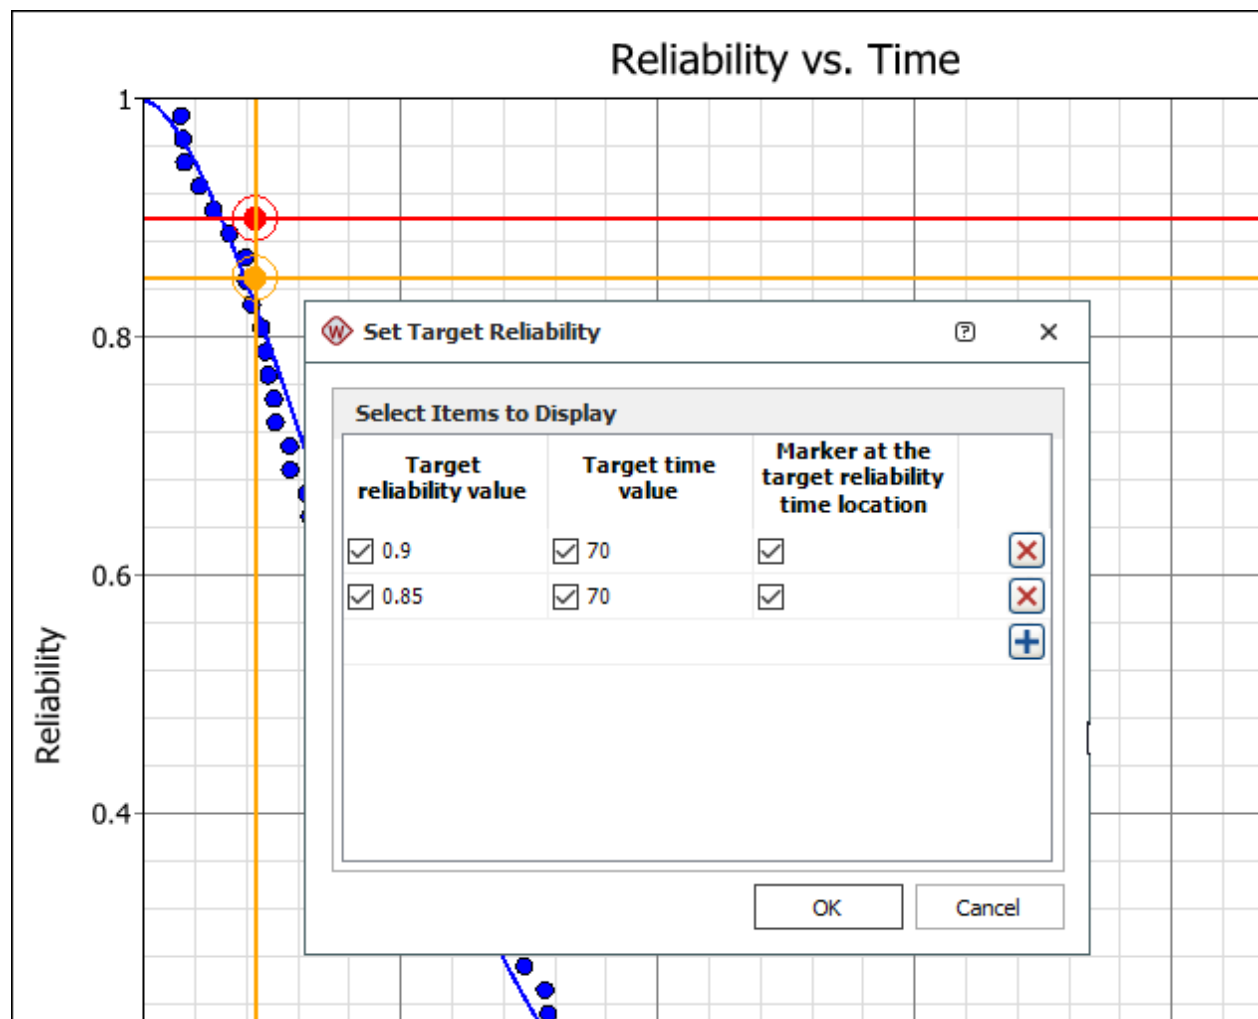 Reliability vs. Time
1
0.8
0.6
0.4
Reliability
W Set Target Reliability
Select Items to Display
Target reliability value
Target time value
Marker at the target reliability time location
0.9 70
0.85 70
OK Cancel